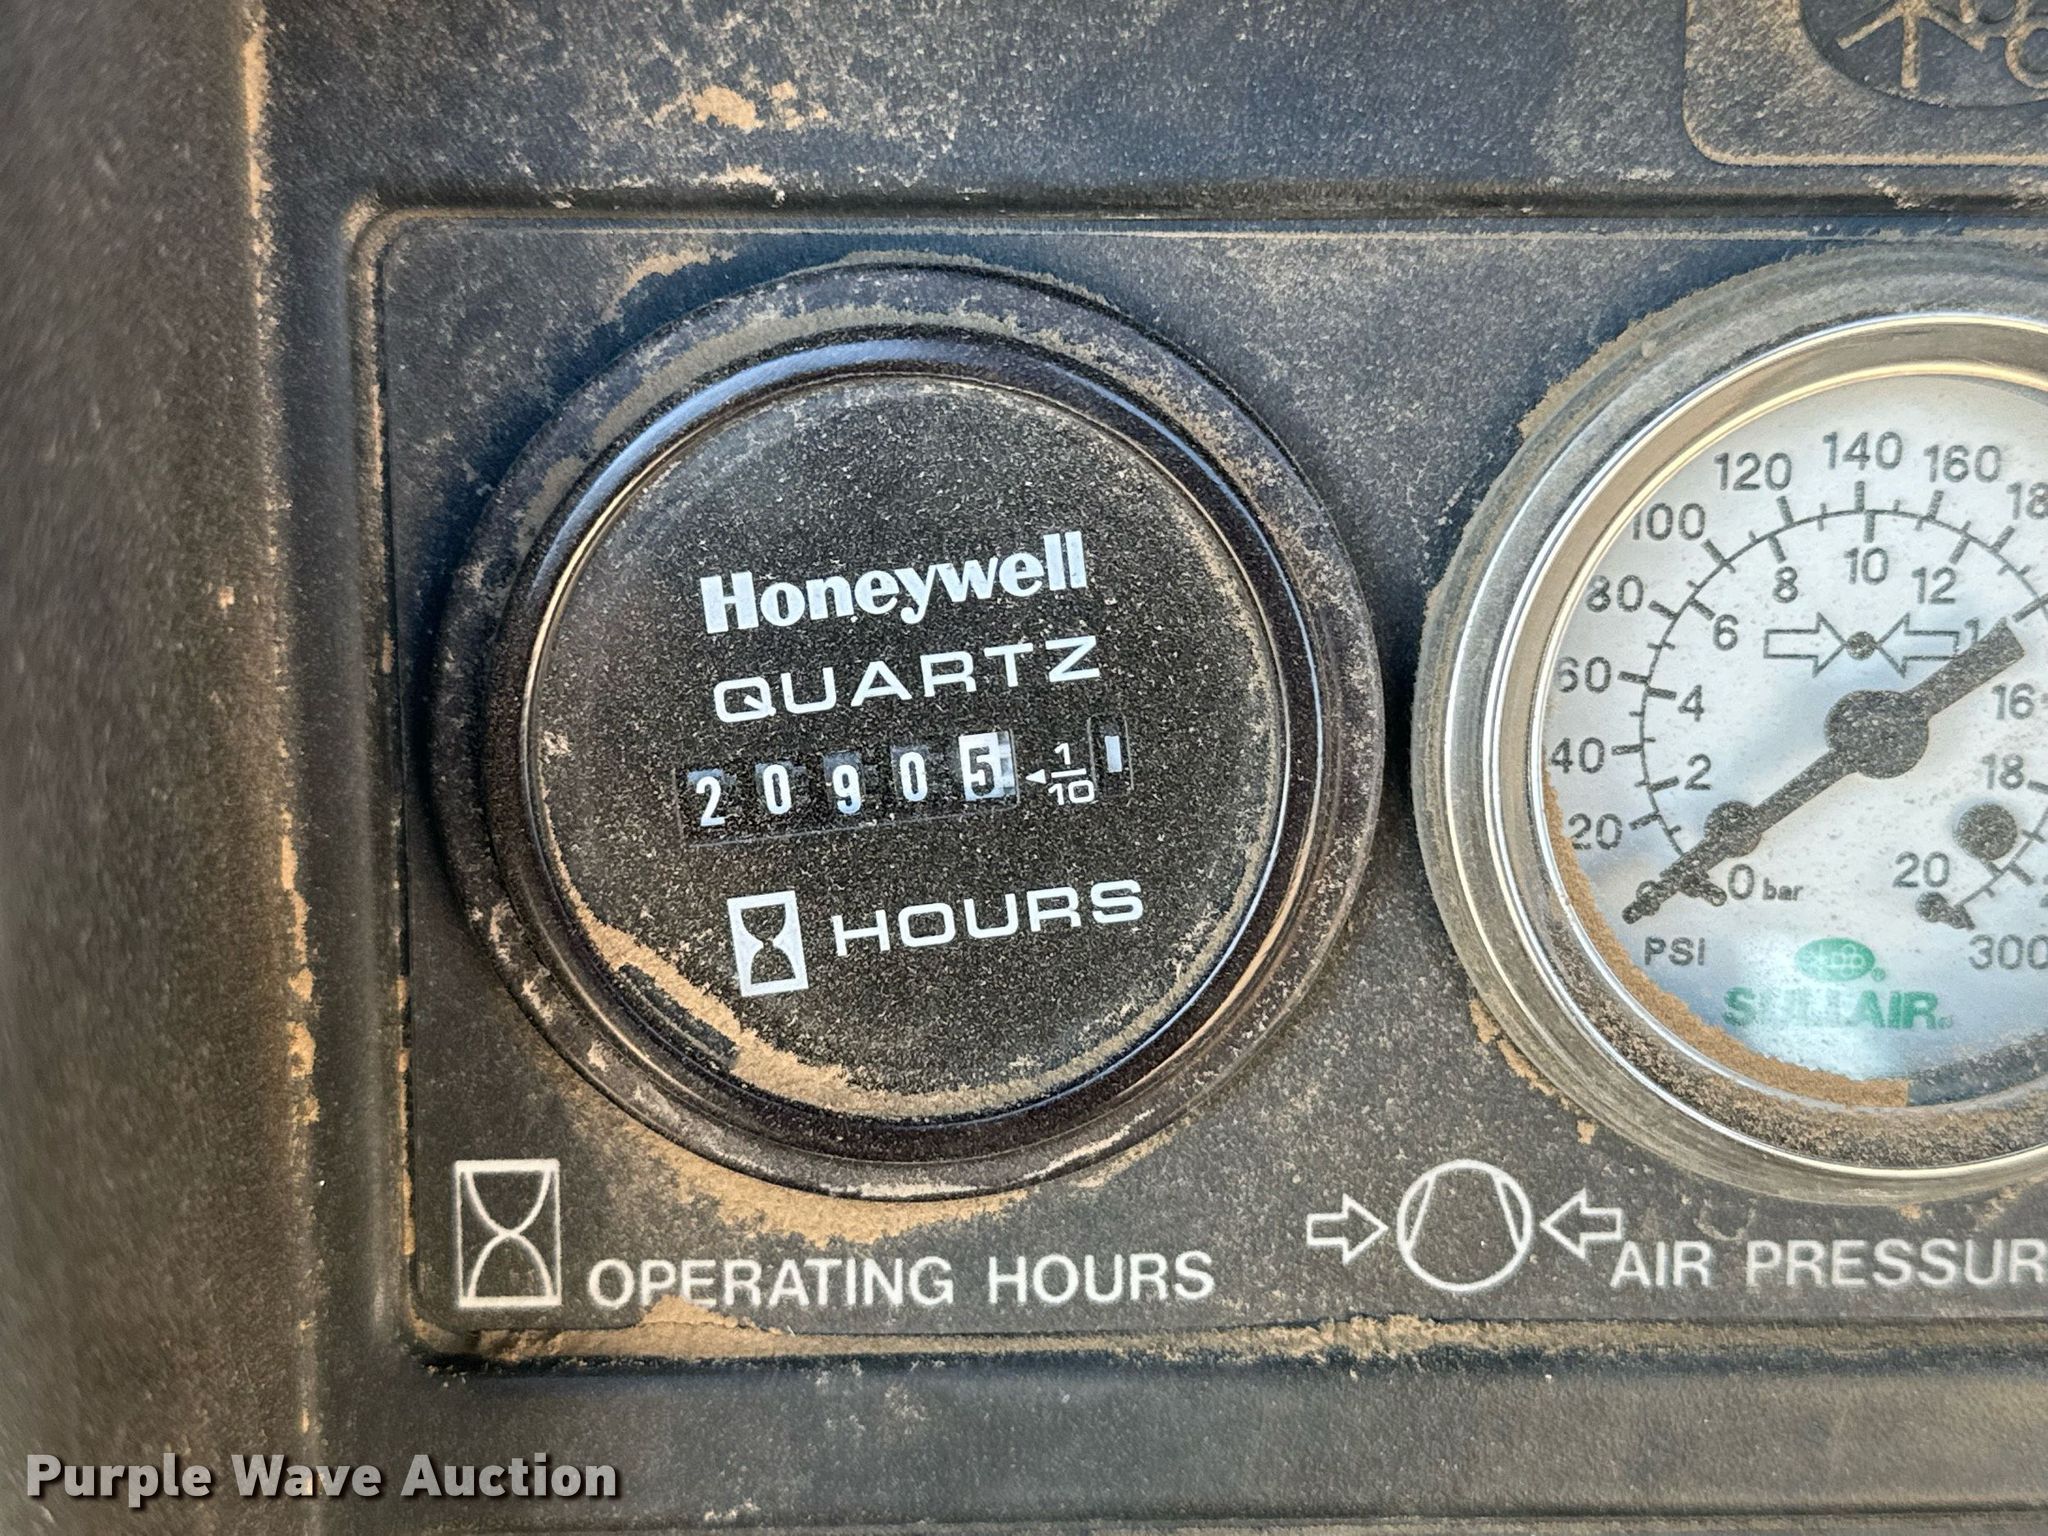 Honeywell
QUARTZ
20905 1/10
HOURS
OPERATING HOURS
120 140 160
100
80
60
40
20
PSI
10
8 12
6
4
2
0 bar
16
18
20
300
SULLAIR
AIR PRESSUR
Purple Wave Auction